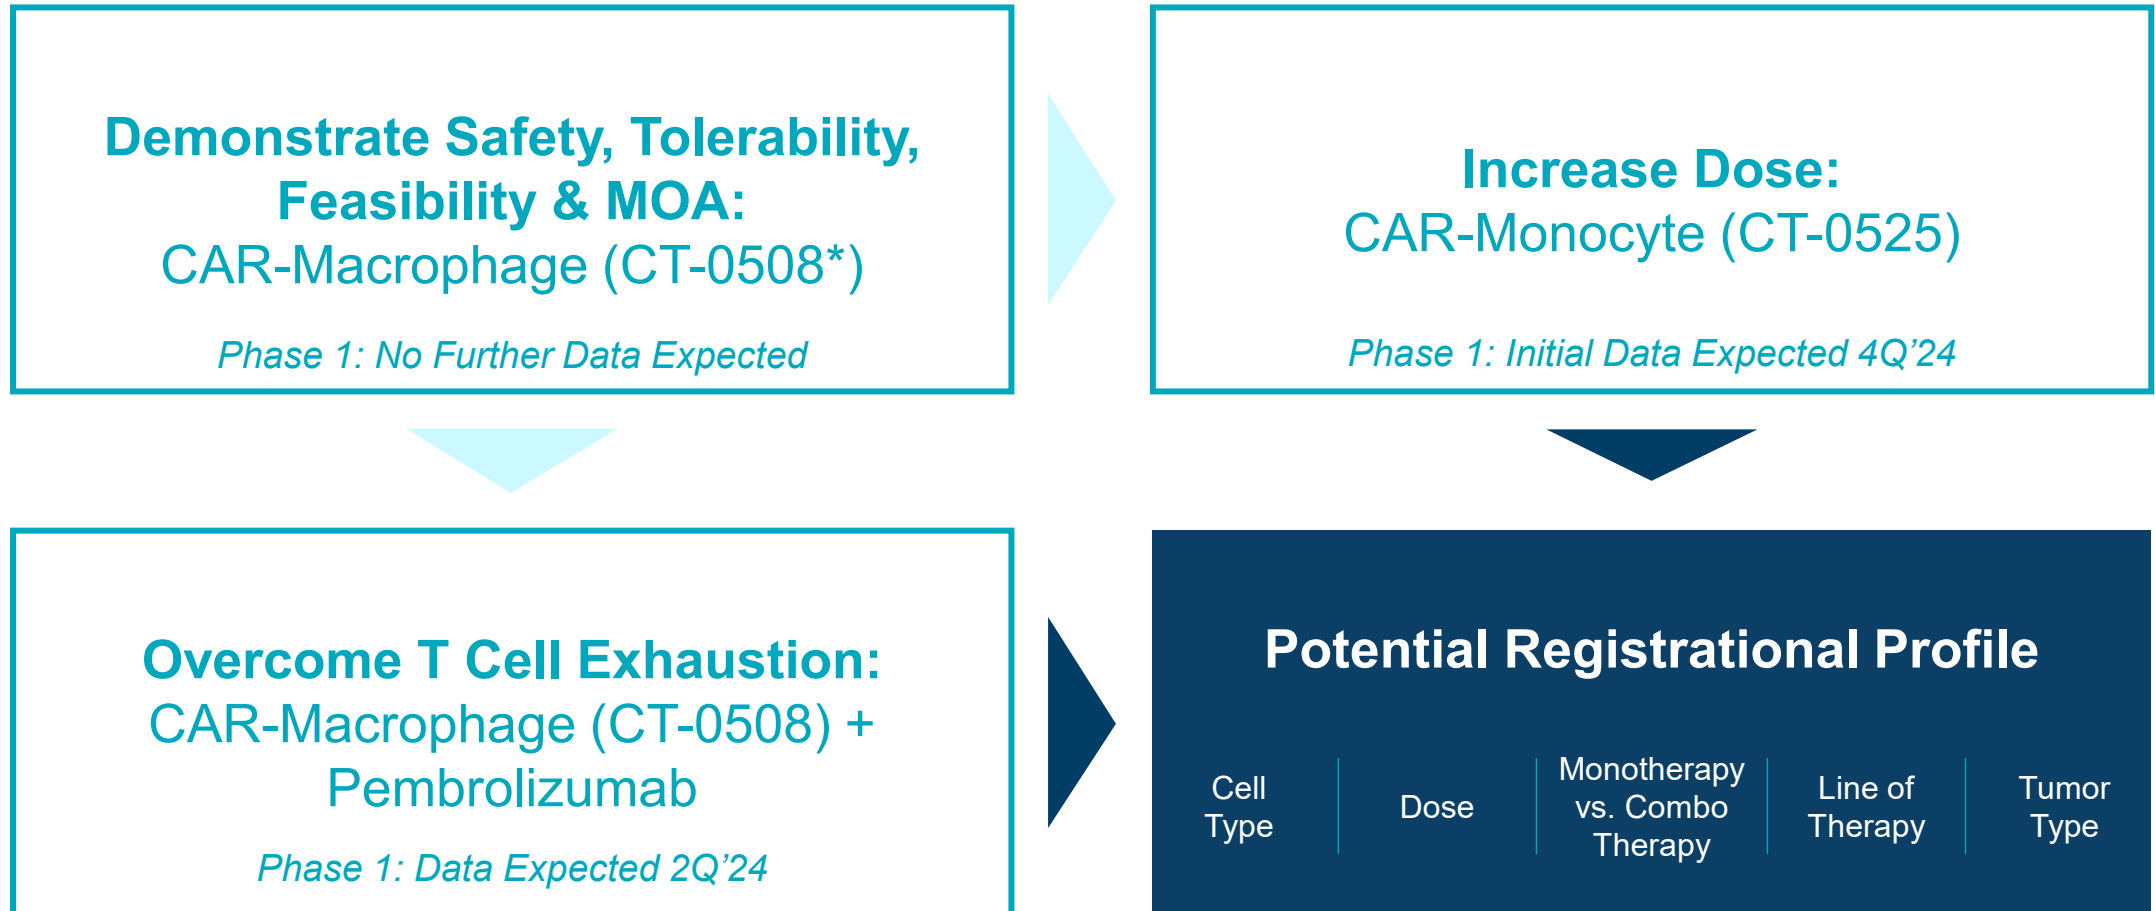 Demonstrate Safety, Tolerability,
Feasibility & MOA:
CAR-Macrophage (CT-0508*)
Phase 1: No Further Data Expected
Increase Dose:
CAR-Monocyte (CT-0525)
Phase 1: Initial Data Expected 4Q’24
Overcome T Cell Exhaustion:
CAR-Macrophage (CT-0508) +
Pembrolizumab
Phase 1: Data Expected 2Q’24
Potential Registrational Profile
Cell
Type
Dose
Monotherapy
vs. Combo
Therapy
Line of
Therapy
Tumor
Type